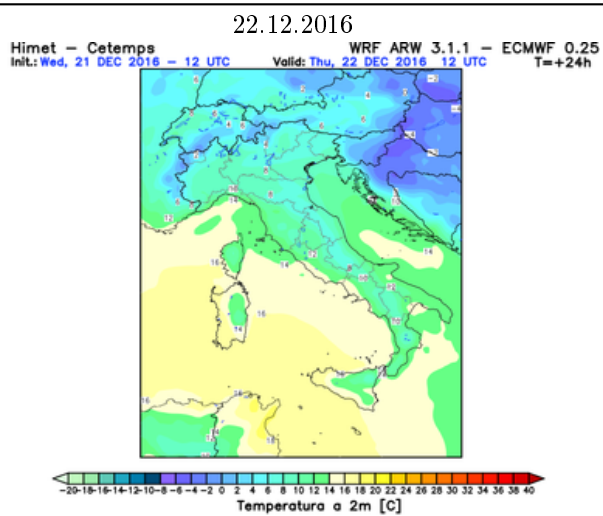 22.12.2016
Himet – Cetemps WRF ARW 3.1.1 – ECMWF 0.25
Init.: Wed, 21 DEC 2016 – 12 UTC Valid: Thu, 22 DEC 2016 12 UTC T=+24h
-20-18-16-14-12-10-8 -6 -4 -2 0 2 4 6 8 10 12 14 16 18 20 22 24 26 28 30 32 34 36 38 40
Temperatura a 2m [C]